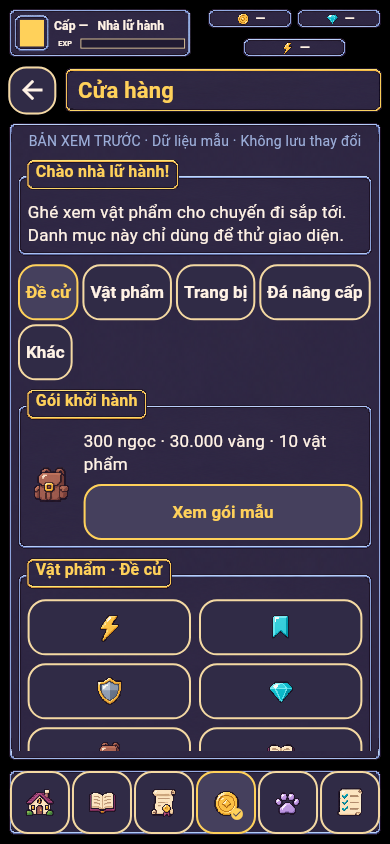 Cấp — Nhà lữ hành
EXP
—
—
—
Cửa hàng
BẢN XEM TRƯỚC · Dữ liệu mẫu · Không lưu thay đổi
Chào nhà lữ hành!
Ghé xem vật phẩm cho chuyến đi sắp tới.
Danh mục này chỉ dùng để thử giao diện.
Đề cử
Vật phẩm
Trang bị
Đá nâng cấp
Khác
Gói khởi hành
300 ngọc · 30.000 vàng · 10 vật
phẩm
Xem gói mẫu
Vật phẩm · Đề cử